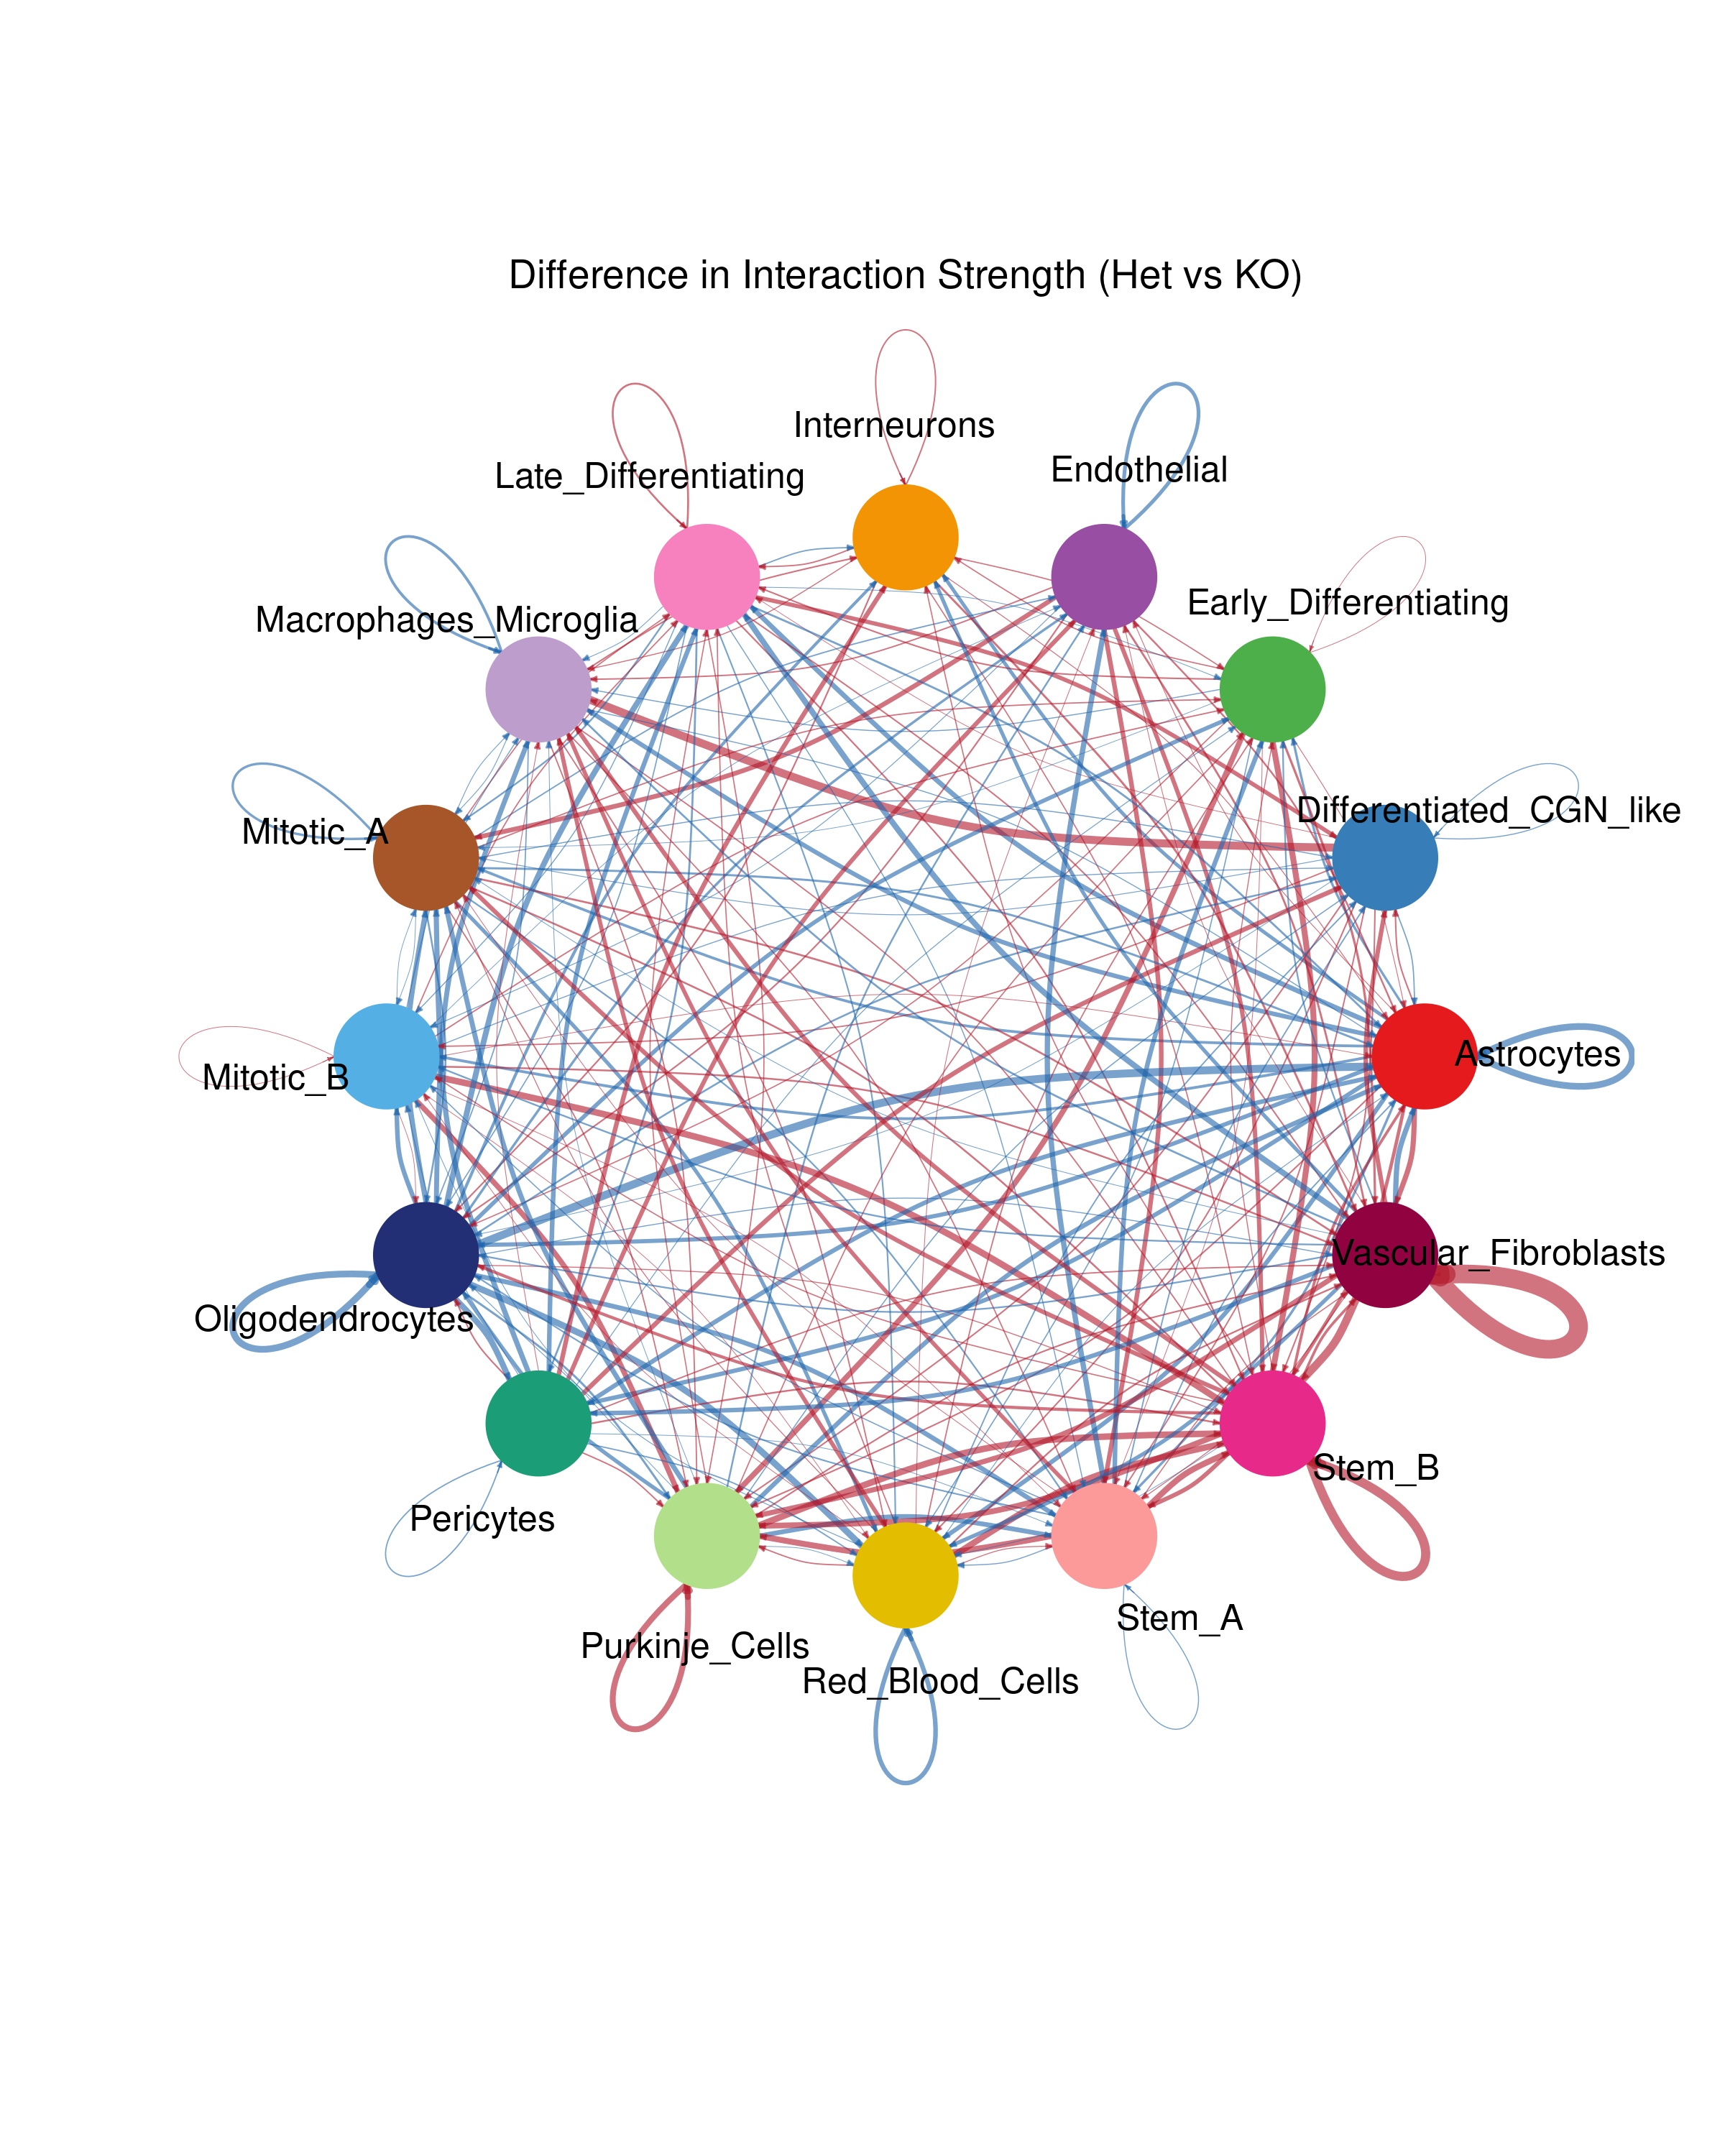 Difference in Interaction Strength (Het vs KO)
Interneurons
Late_Differentiating
Endothelial
Macrophages_Microglia
Early_Differentiating
Mitotic_A
Differentiated_CGN_like
Mitotic_B
Astrocytes
Oligodendrocytes
Vascular_Fibroblasts
Pericytes
Stem_B
Purkinje_Cells
Stem_A
Red_Blood_Cells